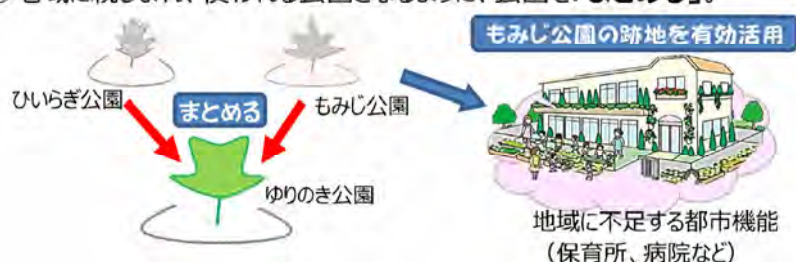 もみじ公園の跡地を有効活用
ひいらぎ公園
まとめる
もみじ公園
ゆりのき公園
地域に不足する都市機能
（保育所、病院など）